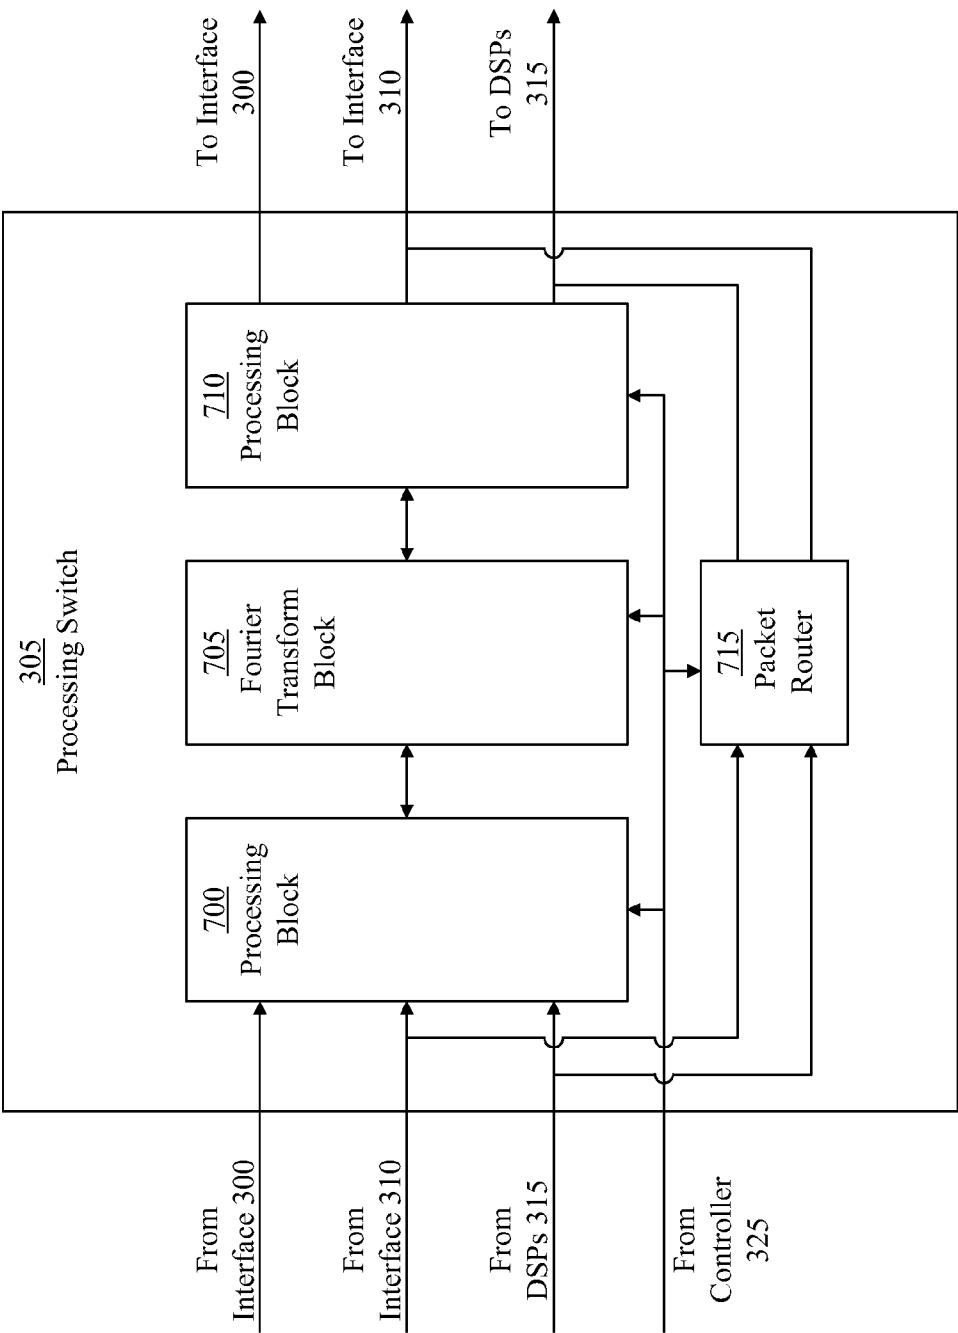 305
Processing Switch
From
Interface 300
From
Interface 310
From
DSPs 315
From
Controller
325
700
Processing
Block
705
Fourier
Transform
Block
710
Processing
Block
715
Packet
Router
To Interface
300
To Interface
310
To DSPs
315